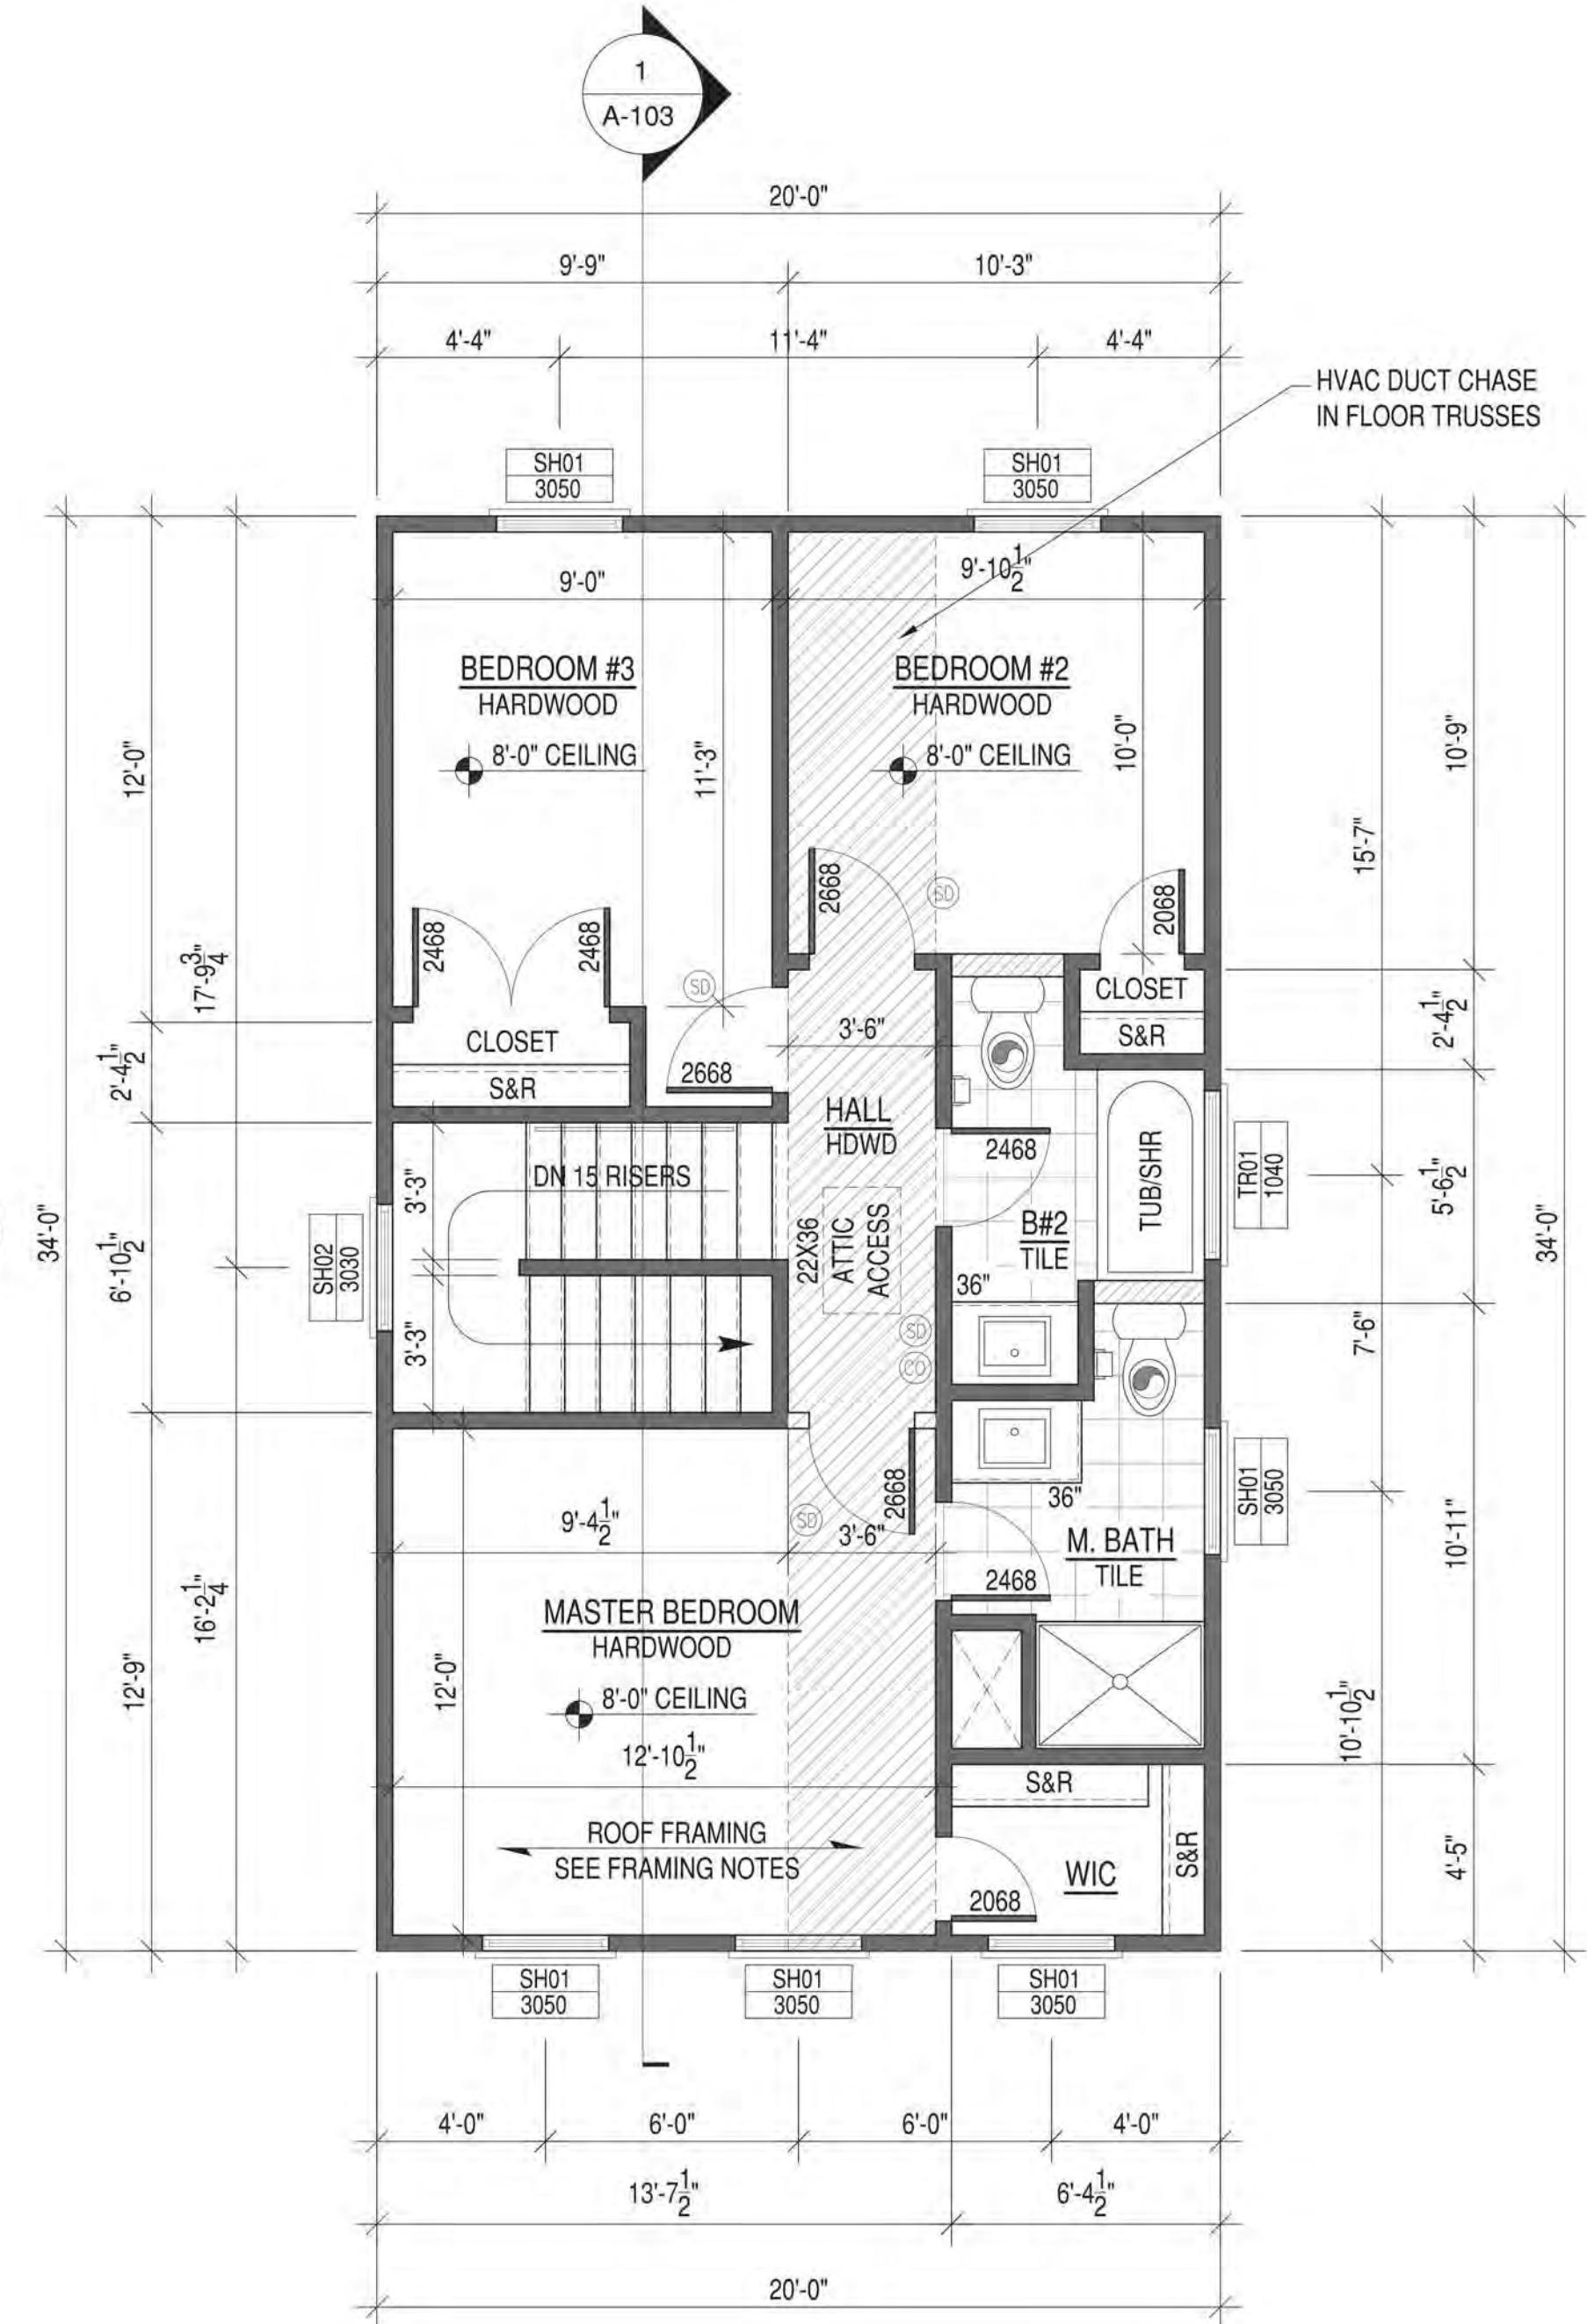 1
A-103
20'-0"
9'-9"
10'-3"
4'-4"
11'-4"
4'-4"
HVAC DUCT CHASE
IN FLOOR TRUSSES
SH01
3050
SH01
3050
9'-0"
9'-10 1/2"
BEDROOM #3
HARDWOOD
8'-0" CEILING
11'-3"
BEDROOM #2
HARDWOOD
8'-0" CEILING
10'-0"
34'-0"
12'-0"
2'-4 1/2"
6'-10 1/2"
12'-9"
17'-9 3/4"
16'-2 1/4"
15'-7"
7'-6"
10'-10 1/2"
10'-9"
2'-4 1/2"
5'-6 1/2"
10'-11"
4'-5"
34'-0"
2668
SD
2068
2468
2468
SD
CLOSET
S&R
2668
CLOSET
S&R
3'-6"
HALL
HDWD
2468
TUB/SHR
TR01
1040
DN 15 RISERS
3'-3"
3'-3"
SH02
3030
22X36
ATTIC
ACCESS
B#2
TILE
36"
SD
CO
9'-4 1/2"
SD
2668
3'-6"
36"
SH01
3050
M. BATH
TILE
2468
MASTER BEDROOM
HARDWOOD
8'-0" CEILING
12'-0"
12'-10 1/2"
ROOF FRAMING
SEE FRAMING NOTES
S&R
S&R
WIC
2068
SH01
3050
SH01
3050
SH01
3050
4'-0"
6'-0"
6'-0"
4'-0"
13'-7 1/2"
6'-4 1/2"
20'-0"